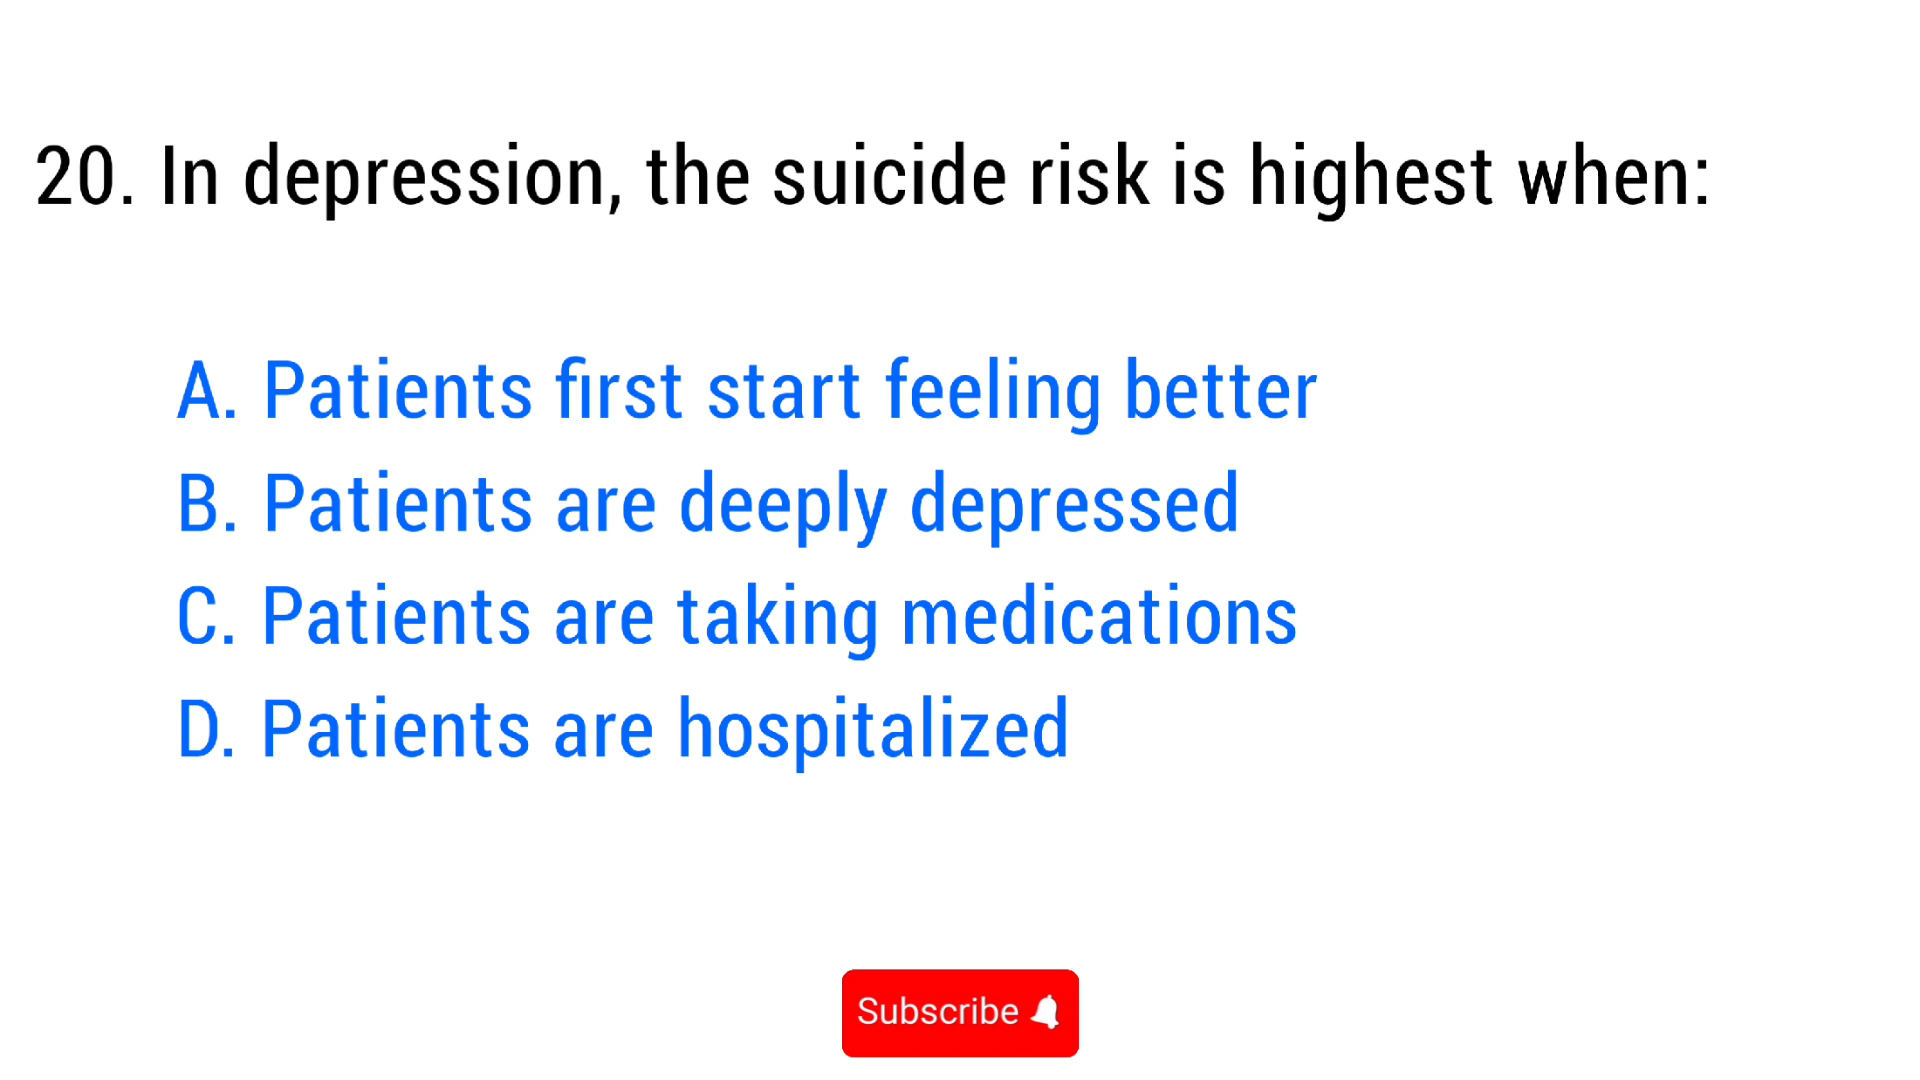 20. In depression, the suicide risk is highest when:
A. Patients first start feeling better
B. Patients are deeply depressed
C. Patients are taking medications
D. Patients are hospitalized
Subscribe